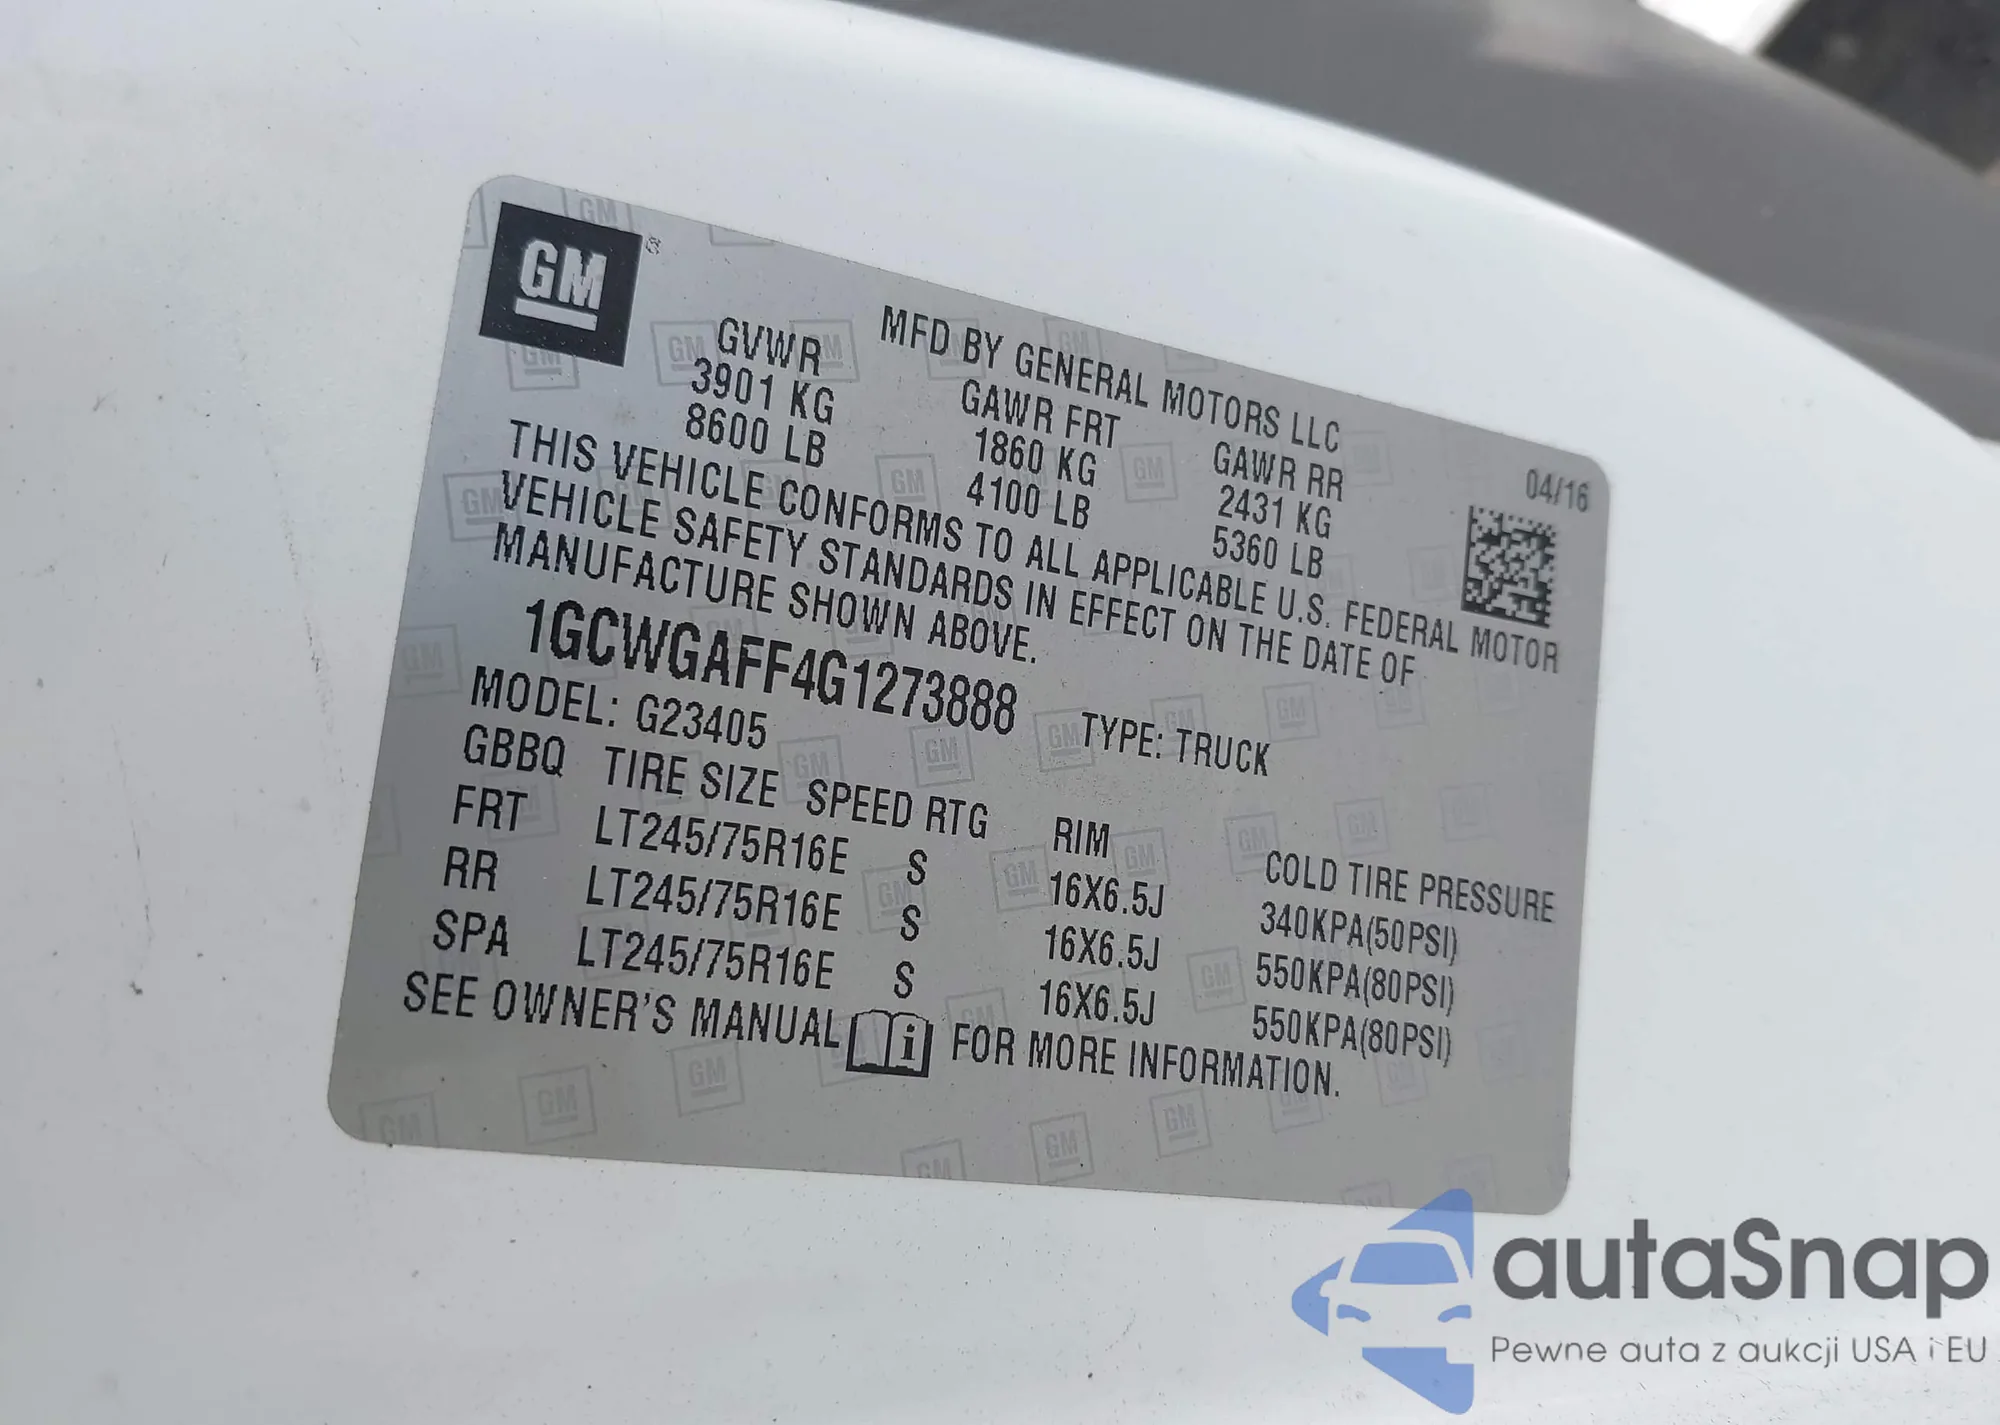 GM
MFD BY GENERAL MOTORS LLC
04/16
GVWR GAWR FRT GAWR RR
3901 KG 1860 KG 2431 KG
8600 LB 4100 LB 5360 LB
THIS VEHICLE CONFORMS TO ALL APPLICABLE U.S. FEDERAL MOTOR
VEHICLE SAFETY STANDARDS IN EFFECT ON THE DATE OF
MANUFACTURE SHOWN ABOVE.
1GCWGAFF4G1273888 TYPE: TRUCK
MODEL: G23405
GBBQ TIRE SIZE SPEED RTG RIM COLD TIRE PRESSURE
FRT LT245/75R16E S 16X6.5J 340KPA(50PSI)
RR LT245/75R16E S 16X6.5J 550KPA(80PSI)
SPA LT245/75R16E S 16X6.5J 550KPA(80PSI)
SEE OWNER'S MANUAL i FOR MORE INFORMATION.
autaSnap
Pewne auta z aukcji USA i EU